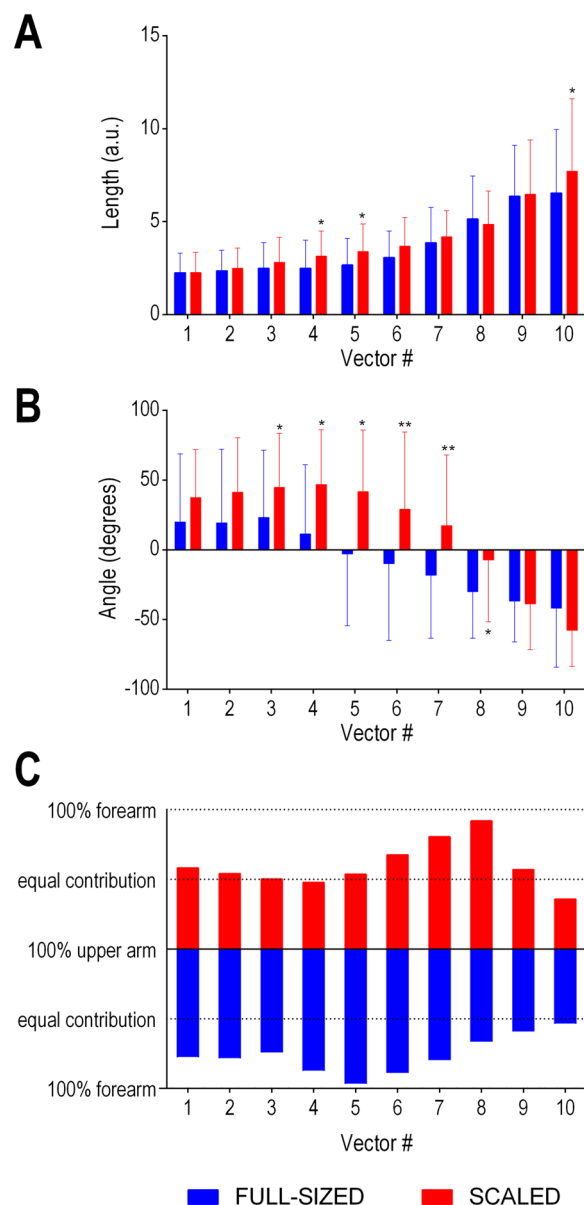 A
15
10
5
0
Length (a.u.)
* * *
1 2 3 4 5 6 7 8 9 10
Vector #
B
100
50
0
-50
-100
Angle (degrees)
* * * ** **
*
1 2 3 4 5 6 7 8 9 10
Vector #
C
100% forearm
equal contribution
100% upper arm
equal contribution
100% forearm
1 2 3 4 5 6 7 8 9 10
Vector #
FULL-SIZED SCALED